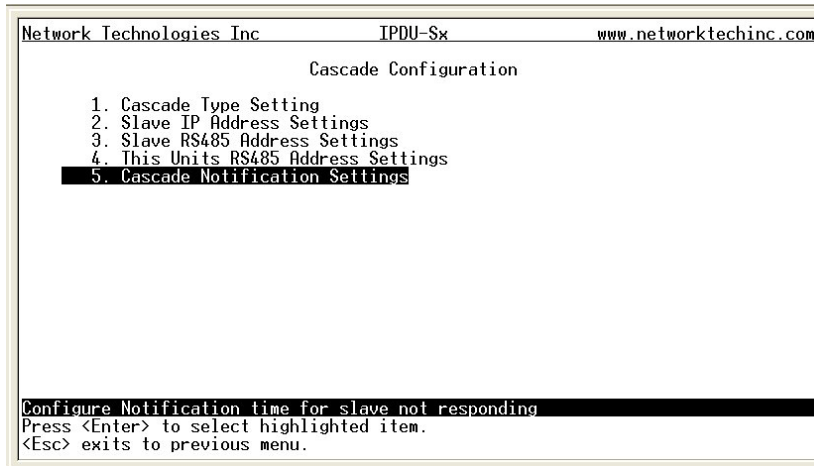 Network Technologies Inc IPDU-Sx www.networktechinc.com
Cascade Configuration
1. Cascade Type Setting
2. Slave IP Address Settings
3. Slave RS485 Address Settings
4. This Units RS485 Address Settings
5. Cascade Notification Settings
Configure Notification time for slave not responding
Press <Enter> to select highlighted item.
<Esc> exits to previous menu.